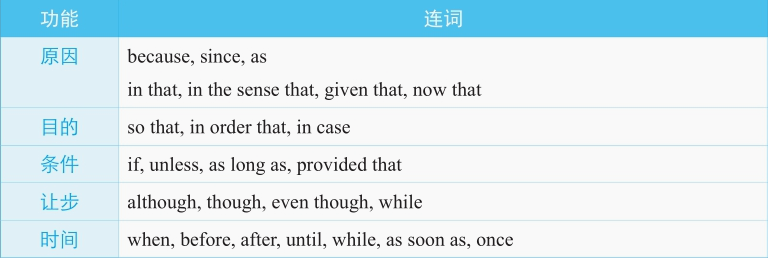 功能 连词
原因 because, since, as
in that, in the sense that, given that, now that
目的 so that, in order that, in case
条件 if, unless, as long as, provided that
让步 although, though, even though, while
时间 when, before, after, until, while, as soon as, once